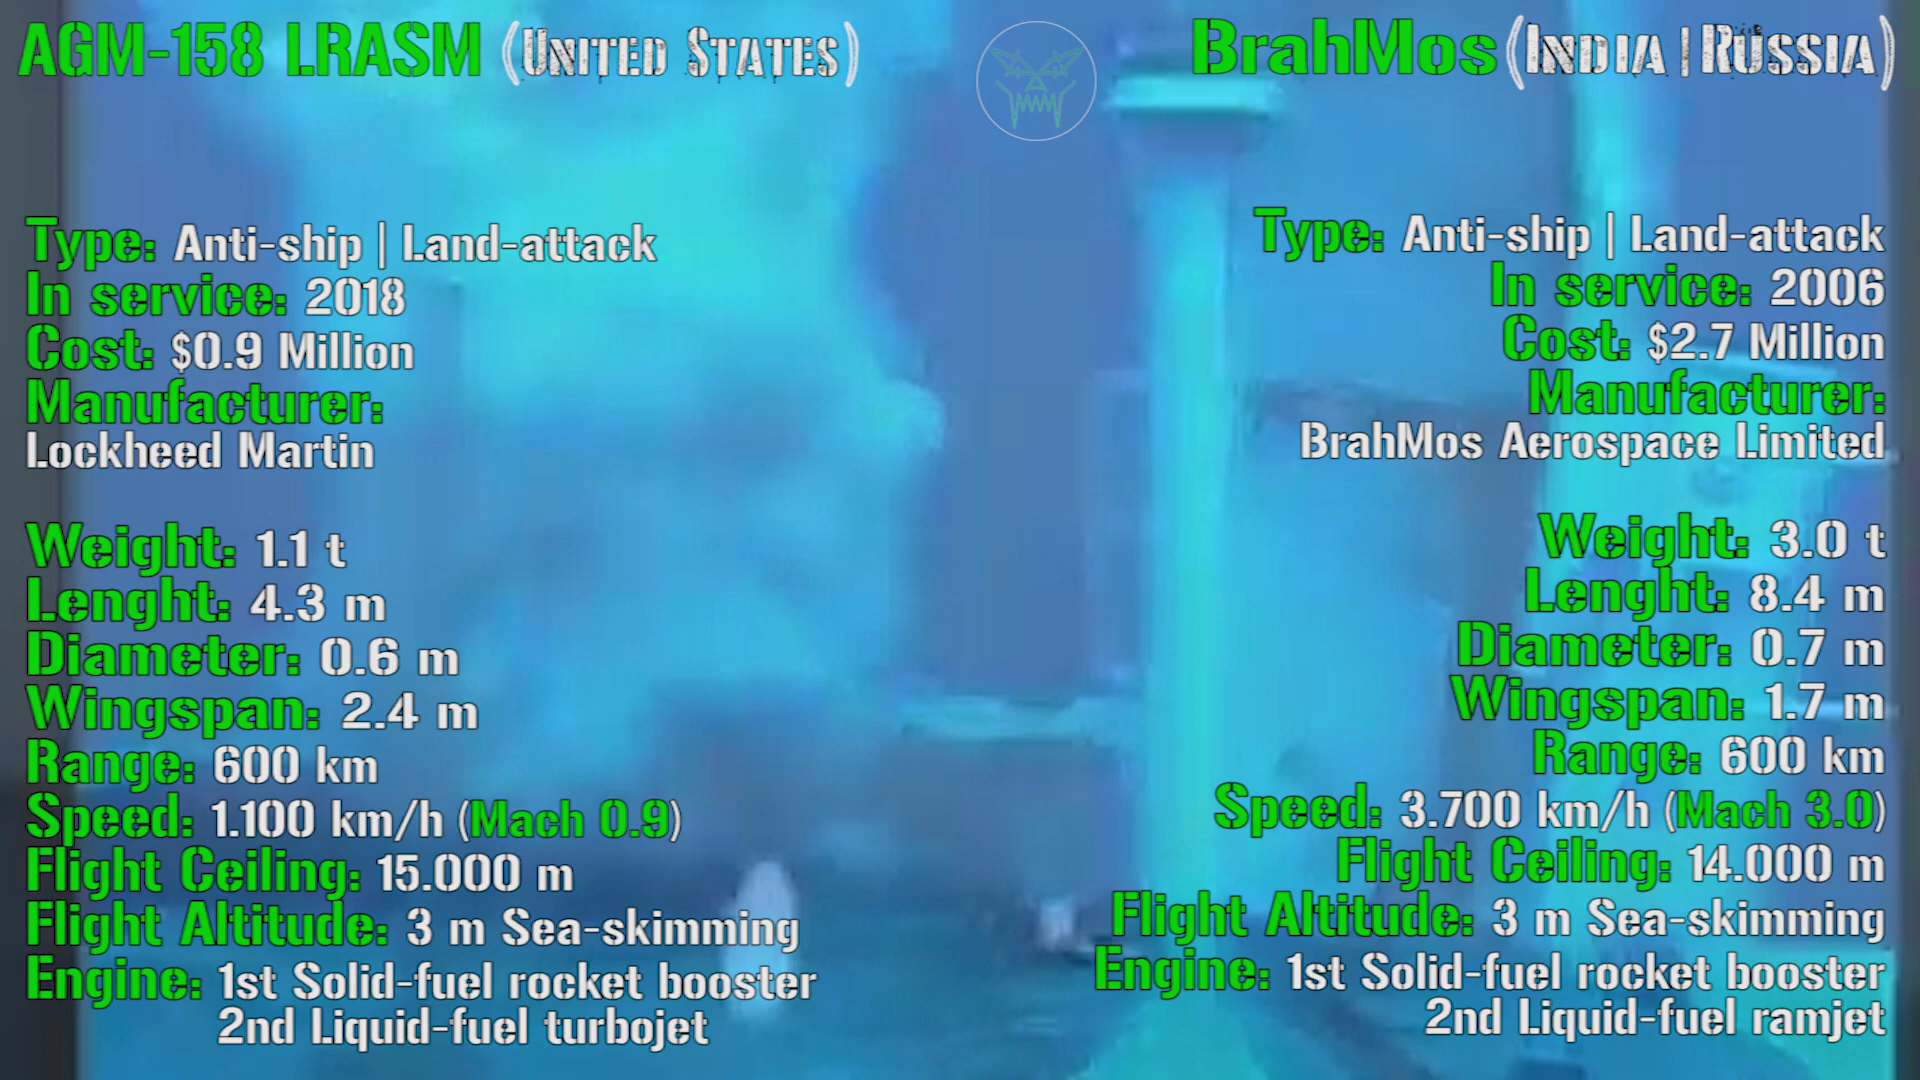 AGM-158 LRASM (United States)
Type: Anti-ship | Land-attack
In service: 2018
Cost: $0.9 Million
Manufacturer:
Lockheed Martin
Weight: 1.1 t
Lenght: 4.3 m
Diameter: 0.6 m
Wingspan: 2.4 m
Range: 600 km
Speed: 1.100 km/h (Mach 0.9)
Flight Ceiling: 15.000 m
Flight Altitude: 3 m Sea-skimming
Engine: 1st Solid-fuel rocket booster
2nd Liquid-fuel turbojet
BrahMos (India | Russia)
Type: Anti-ship | Land-attack
In service: 2006
Cost: $2.7 Million
Manufacturer:
BrahMos Aerospace Limited
Weight: 3.0 t
Lenght: 8.4 m
Diameter: 0.7 m
Wingspan: 1.7 m
Range: 600 km
Speed: 3.700 km/h (Mach 3.0)
Flight Ceiling: 14.000 m
Flight Altitude: 3 m Sea-skimming
Engine: 1st Solid-fuel rocket booster
2nd Liquid-fuel ramjet